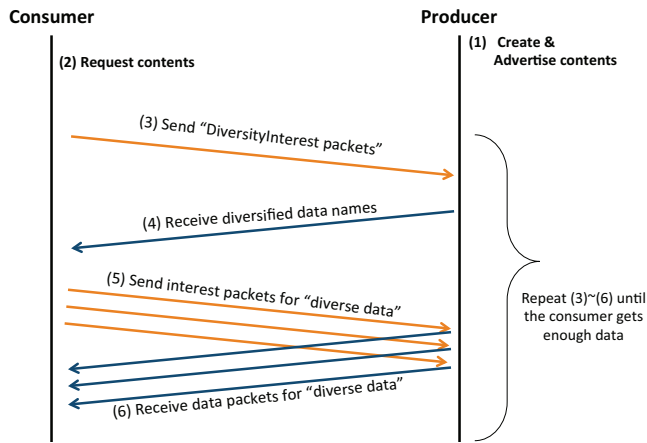 Consumer
Producer
(1) Create &
Advertise contents
(2) Request contents
(3) Send “DiversityInterest packets”
(4) Receive diversified data names
(5) Send interest packets for “diverse data”
Repeat (3)~(6) until
the consumer gets
enough data
(6) Receive data packets for “diverse data”